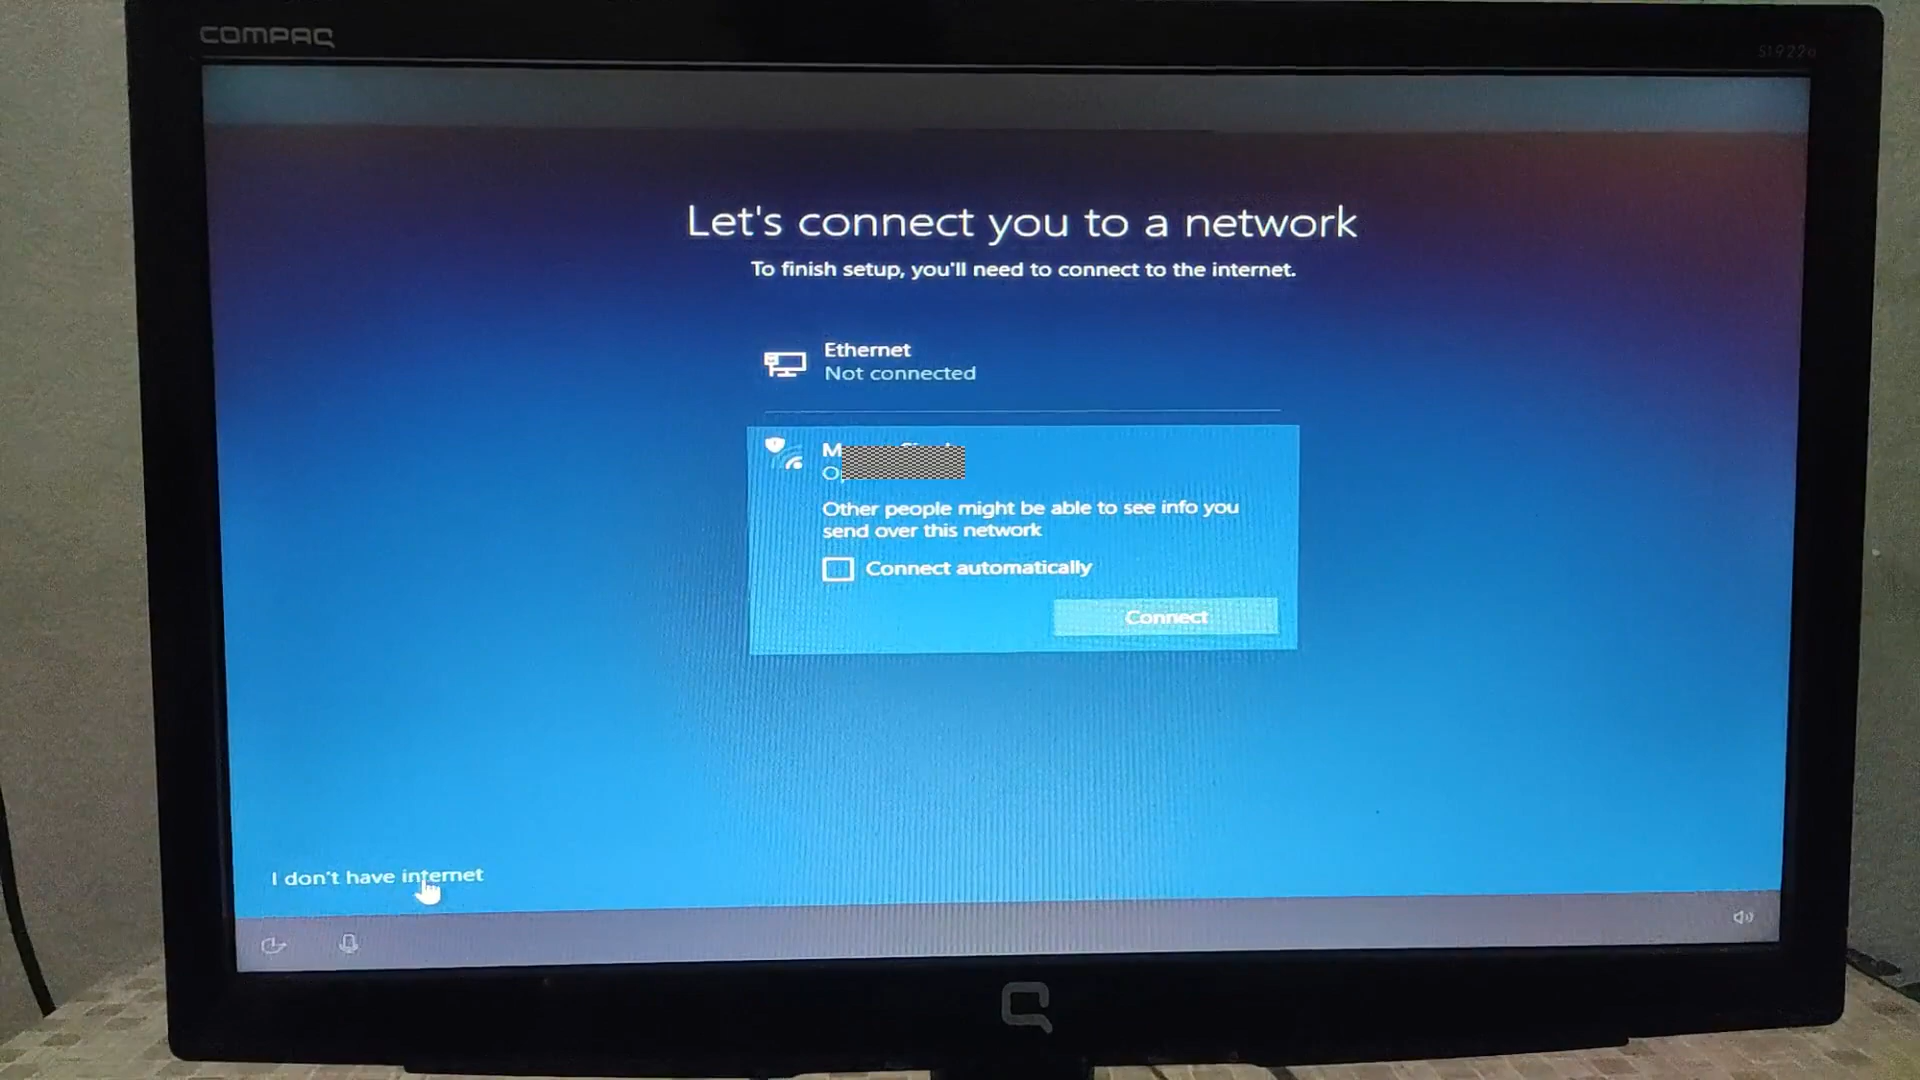 COMPAQ
S1922a
Let's connect you to a network
To finish setup, you'll need to connect to the internet.
Ethernet
Not connected
Other people might be able to see info you
send over this network
Connect automatically
Connect
I don't have internet